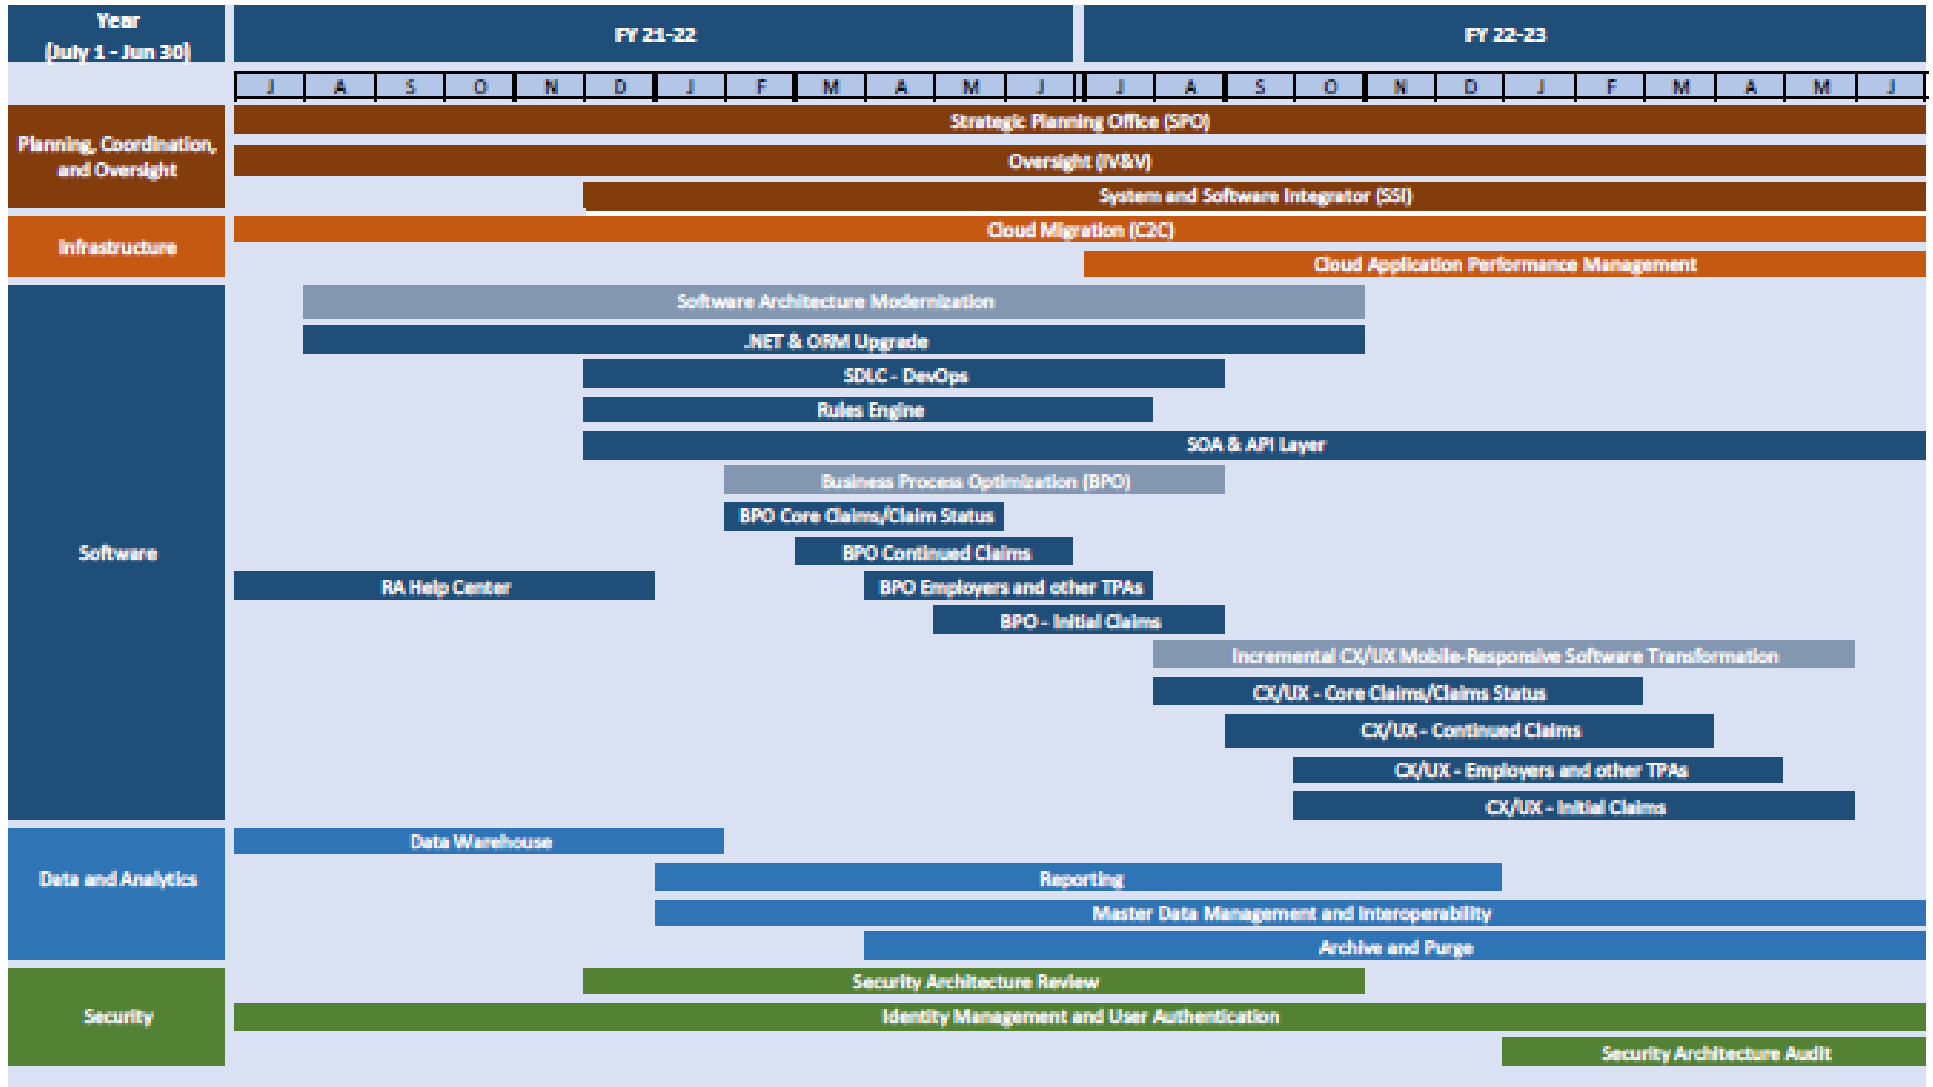 Year
(July 1 - Jun 30)
FY 21-22
FY 22-23
J A S O N D J F M A M J J A S O N D J F M A M J
Planning, Coordination,
and Oversight
Strategic Planning Office (SPO)
Oversight (IV&V)
System and Software Integrator (SSI)
Infrastructure
Cloud Migration (C2C)
Cloud Application Performance Management
Software
Software Architecture Modernization
.NET & ORM Upgrade
SDLC - DevOps
Rules Engine
SOA & API Layer
Business Process Optimization (BPO)
BPO Core Claims/Claim Status
BPO Continued Claims
RA Help Center
BPO Employers and other TPAs
BPO - Initial Claims
Incremental CX/UX Mobile-Responsive Software Transformation
CX/UX - Core Claims/Claims Status
CX/UX - Continued Claims
CX/UX - Employers and other TPAs
CX/UX - Initial Claims
Data and Analytics
Data Warehouse
Reporting
Master Data Management and Interoperability
Archive and Purge
Security
Security Architecture Review
Identity Management and User Authentication
Security Architecture Audit